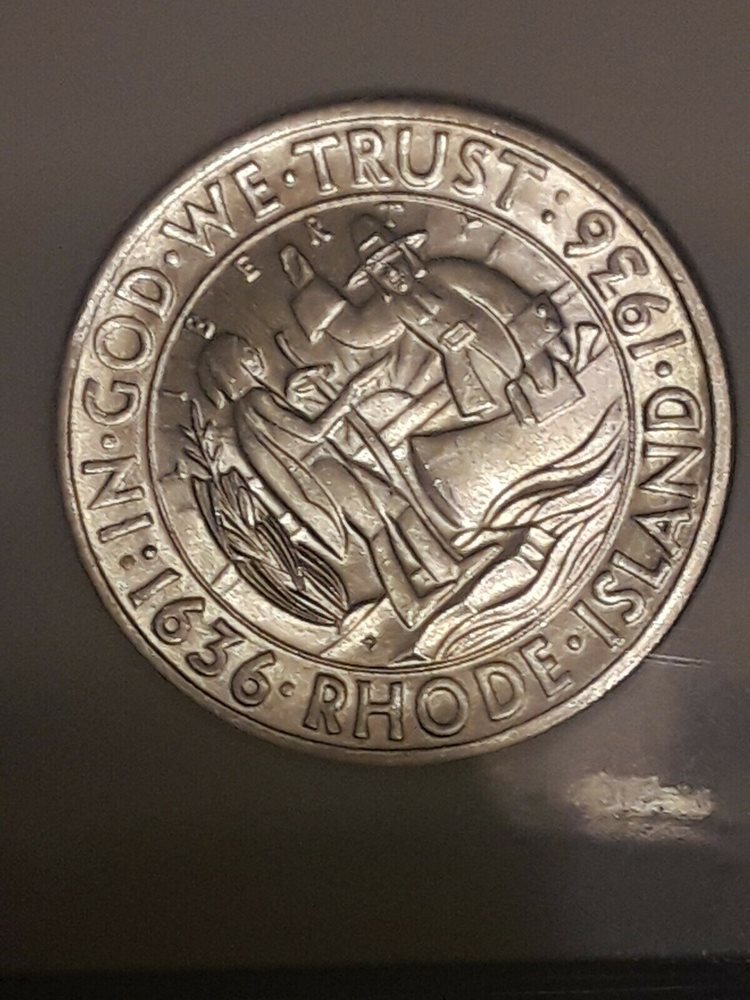 IN·GOD·WE·TRUST:1936·
:1636·RHODE·ISLAND
LIBERTY